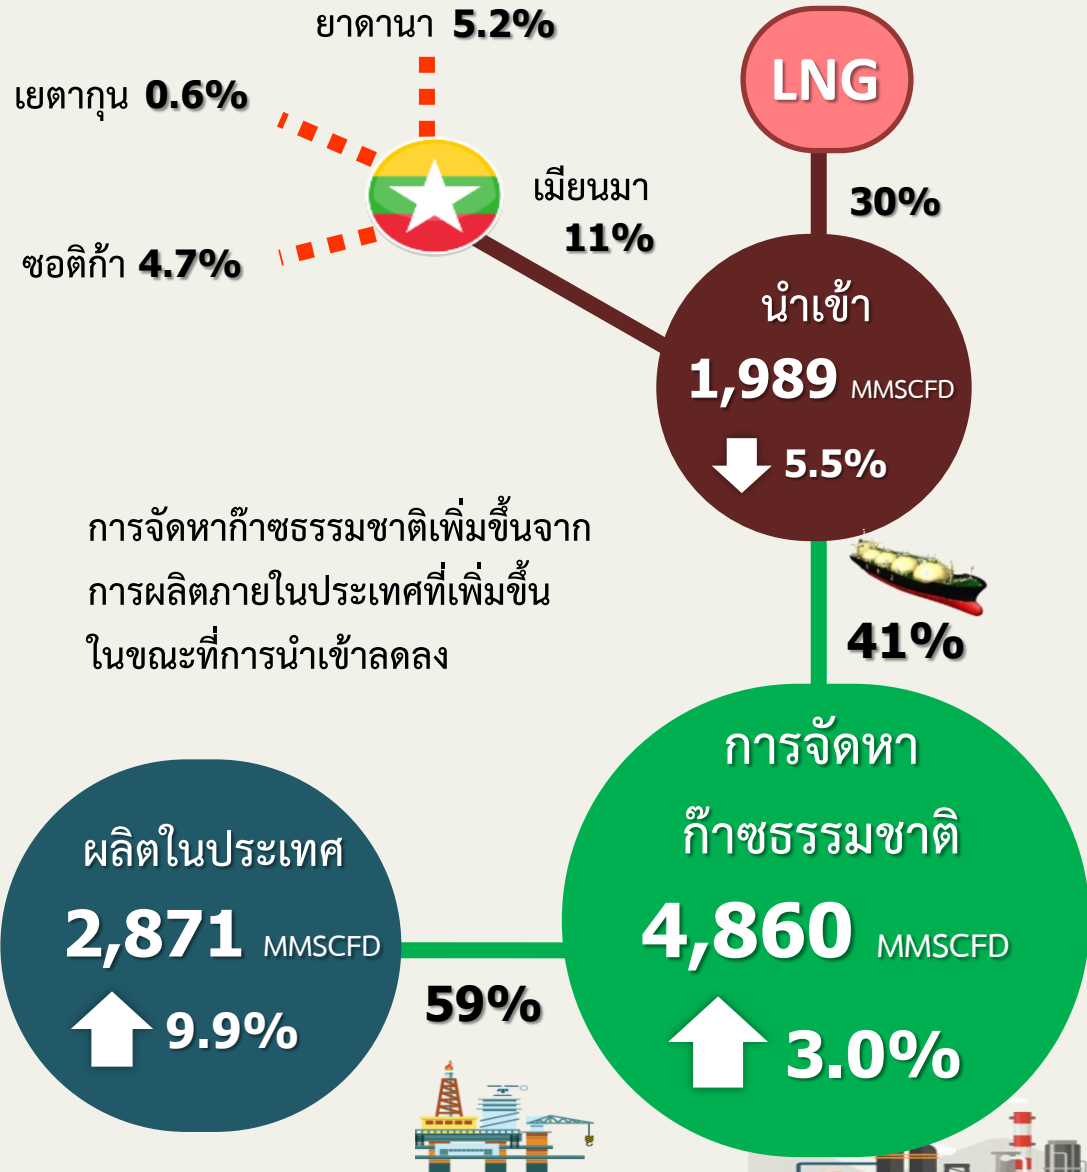 ยาดานา 5.2%
เยตากุน 0.6%
ซอติก้า 4.7%
เมียนมา
11%
LNG
30%
นำเข้า
1,989 MMSCFD
5.5%
การจัดหาก๊าซธรรมชาติเพิ่มขึ้นจาก
การผลิตภายในประเทศที่เพิ่มขึ้น
ในขณะที่การนำเข้าลดลง
41%
การจัดหา
ก๊าซธรรมชาติ
4,860 MMSCFD
3.0%
ผลิตในประเทศ
2,871 MMSCFD
9.9%
59%